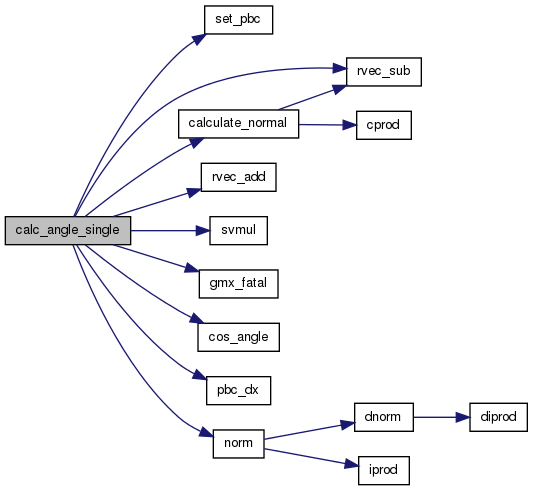 set_pbc
rvec_sub
calculate_normal
cprod
rvec_add
calc_angle_single
svmul
gmx_fatal
cos_angle
pbc_dx
dnorm
diprod
norm
iprod